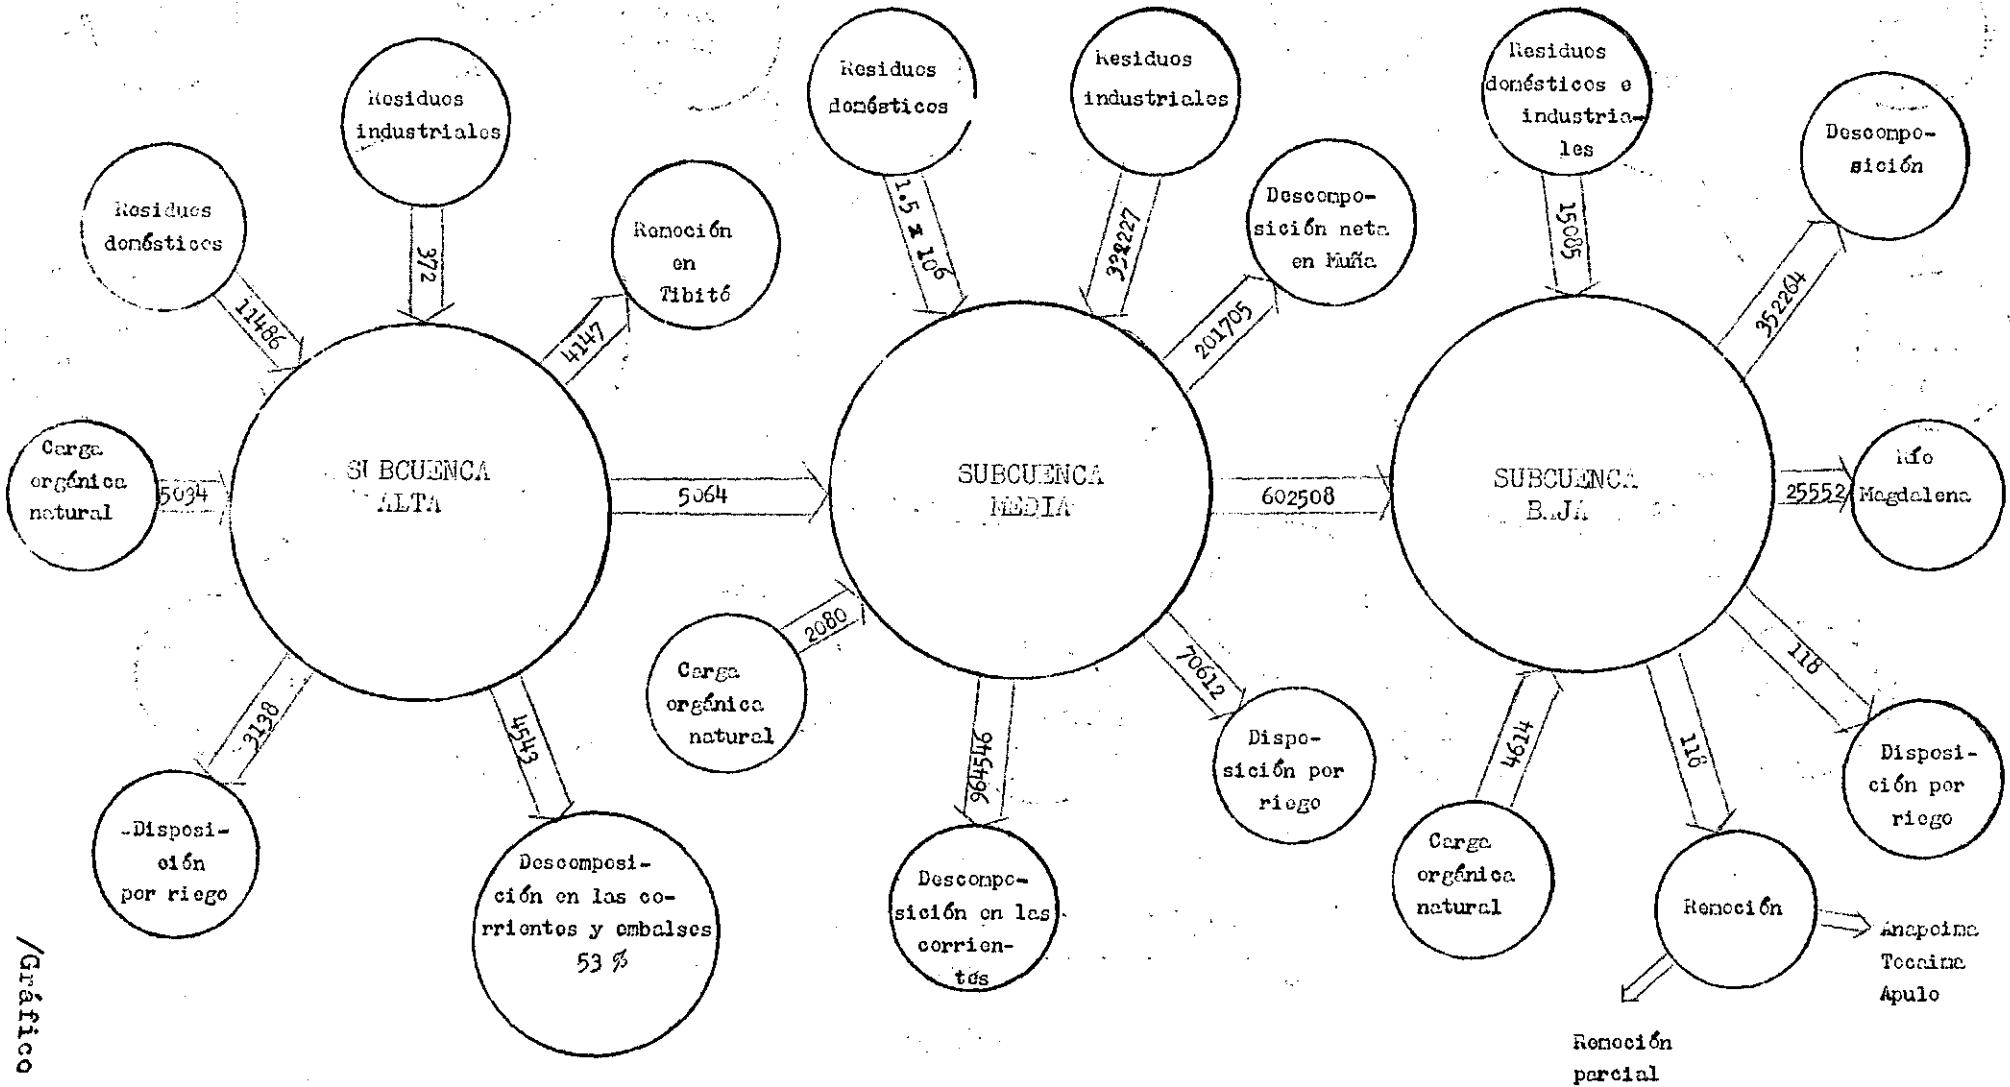 Residuos
domésticos
11486
Residuos
industriales
372
Remoción
en
Tibitó
4147
Carga
orgánica
natural
5034
SUBCUENCA
ALTA
5064
Disposi-
ción
por riego
3138
Descomposi-
ción en las co-
rrientes y embalses
53 %
4543
Residuos
domésticos
1.5 x 10⁶
Residuos
industriales
Descompo-
sición neta
en Muña
201705
SUBCUENCA
MEDIA
602508
Carga
orgánica
natural
2080
Descompo-
sición en las
corrien-
tes
964546
Dispo-
sición por
riego
70612
Residuos
domésticos e
industria-
les
15085
Descompo-
sición
352264
SUBCUENCA
BAJA
25552
Río
Magdalena
Carga
orgánica
natural
4614
Remoción
118
Disposi-
ción por
riego
118
Anapoima
Tocaima
Apulo
Remoción
parcial
/Gráfico